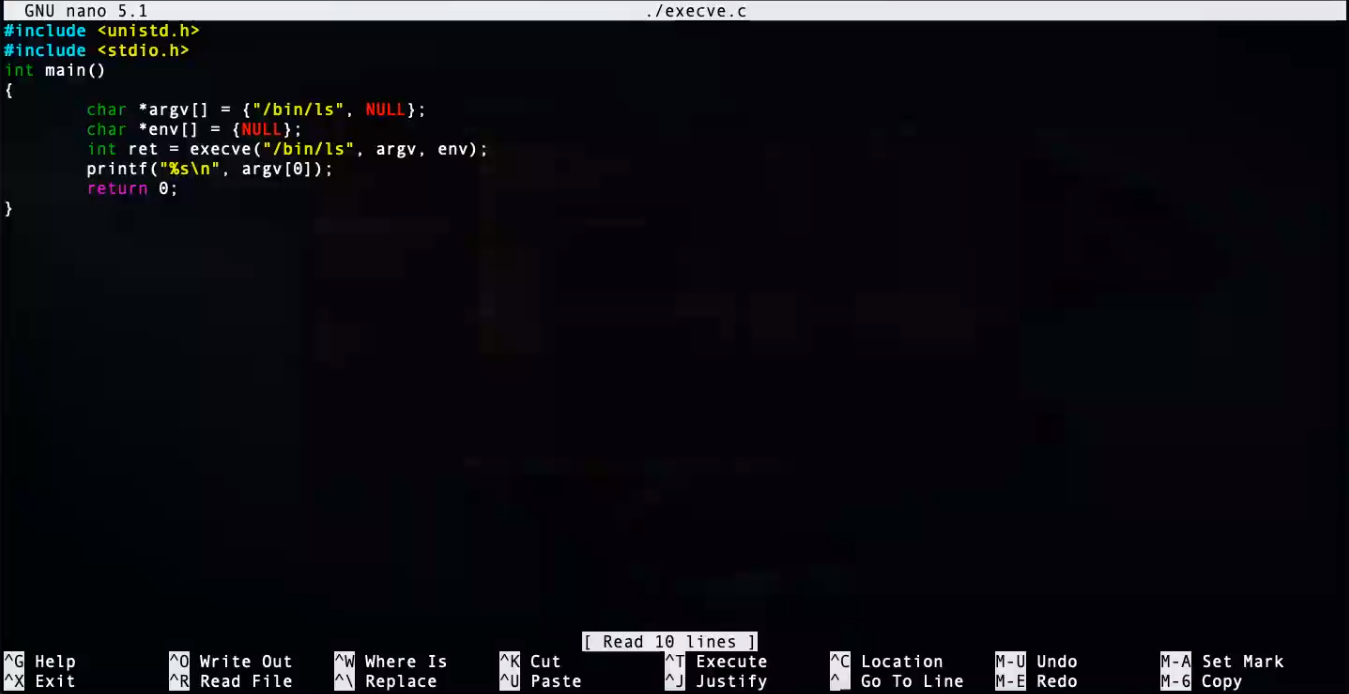 GNU nano 5.1 ./execve.c
#include <unistd.h>
#include <stdio.h>
int main()
{
        char *argv[] = {"/bin/ls", NULL};
        char *env[] = {NULL};
        int ret = execve("/bin/ls", argv, env);
        printf("%s\n", argv[0]);
        return 0;
}
[ Read 10 lines ]
^G Help ^O Write Out ^W Where Is ^K Cut ^T Execute ^C Location M-U Undo M-A Set Mark
^X Exit ^R Read File ^\ Replace ^U Paste ^J Justify ^_ Go To Line M-E Redo M-6 Copy